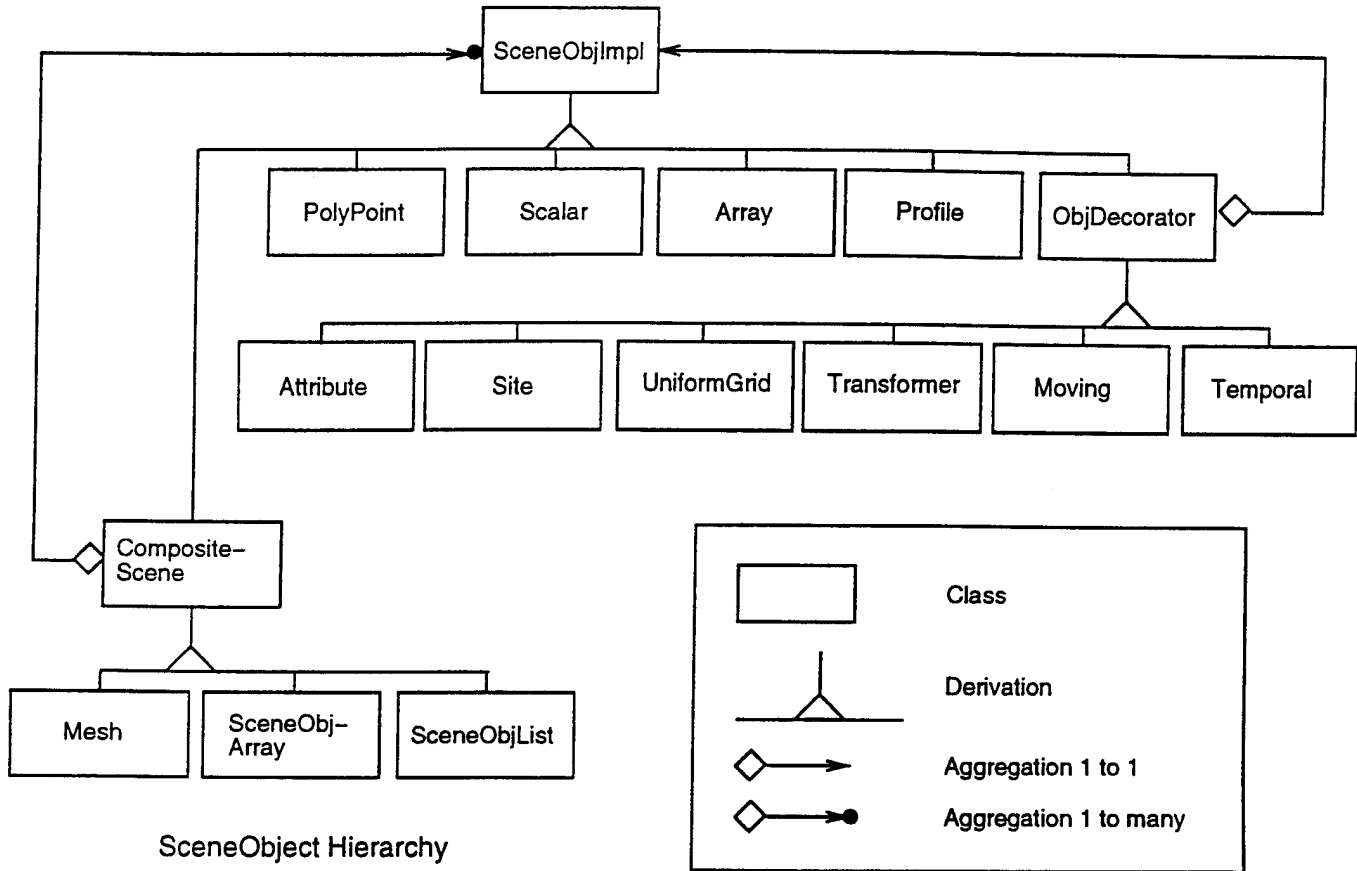 SceneObjImpl
PolyPoint
Scalar
Array
Profile
ObjDecorator
Attribute
Site
UniformGrid
Transformer
Moving
Temporal
Composite–
Scene
Mesh
SceneObj–
Array
SceneObjList
Class
Derivation
Aggregation 1 to 1
Aggregation 1 to many
SceneObject Hierarchy